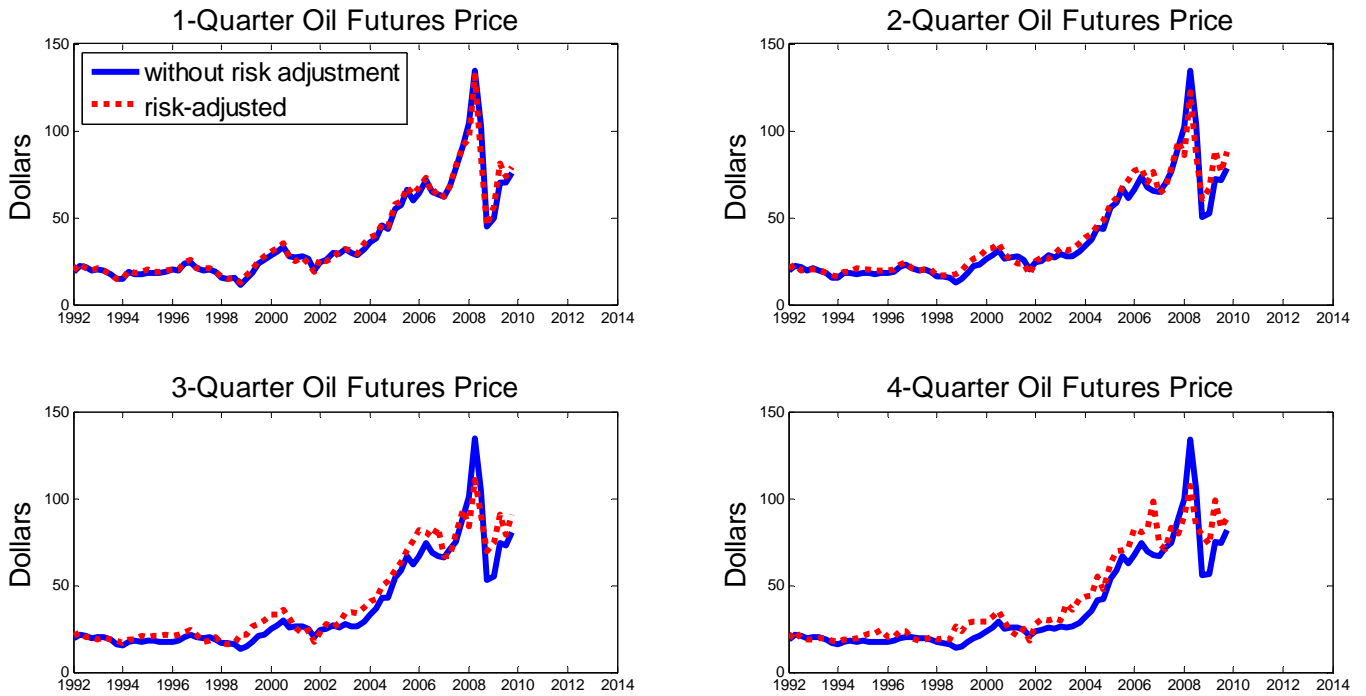 1-Quarter Oil Futures Price
150
100
50
0
Dollars
without risk adjustment
risk-adjusted
1992 1994 1996 1998 2000 2002 2004 2006 2008 2010 2012 2014
2-Quarter Oil Futures Price
150
100
50
0
Dollars
1992 1994 1996 1998 2000 2002 2004 2006 2008 2010 2012 2014
3-Quarter Oil Futures Price
150
100
50
0
Dollars
1992 1994 1996 1998 2000 2002 2004 2006 2008 2010 2012 2014
4-Quarter Oil Futures Price
150
100
50
0
Dollars
1992 1994 1996 1998 2000 2002 2004 2006 2008 2010 2012 2014